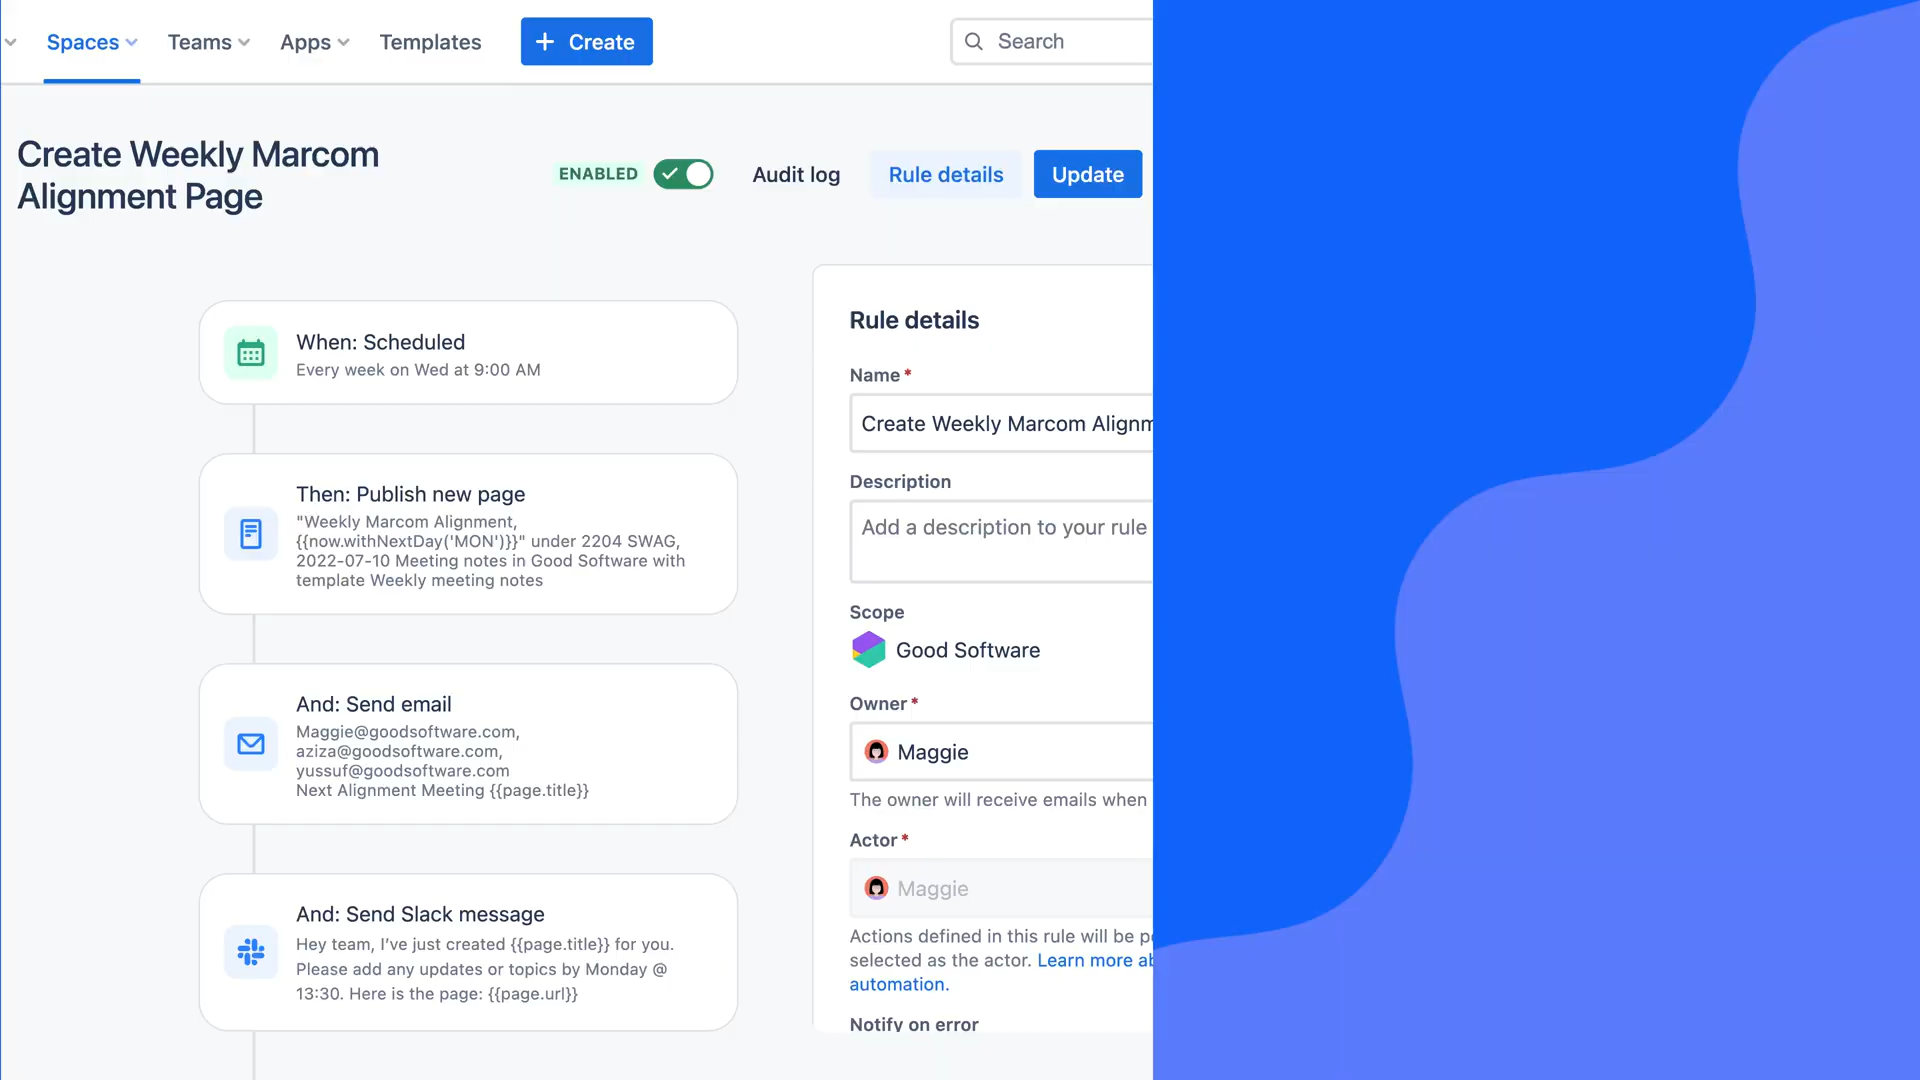 Spaces Teams Apps Templates + Create Search
Create Weekly Marcom
Alignment Page
ENABLED Audit log Rule details Update
When: Scheduled
Every week on Wed at 9:00 AM
Then: Publish new page
"Weekly Marcom Alignment,
{{now.withNextDay('MON')}}" under 2204 SWAG,
2022-07-10 Meeting notes in Good Software with
template Weekly meeting notes
And: Send email
Maggie@goodsoftware.com,
aziza@goodsoftware.com,
yussuf@goodsoftware.com
Next Alignment Meeting {{page.title}}
And: Send Slack message
Hey team, I’ve just created {{page.title}} for you.
Please add any updates or topics by Monday @
13:30. Here is the page: {{page.url}}
Rule details
Name *
Create Weekly Marcom
Description
Add a description to your rule
Scope
Good Software
Owner *
Maggie
The owner will receive emails when
Actor *
Maggie
Actions defined in this rule will be
selected as the actor. Learn more
automation.
Notify on error